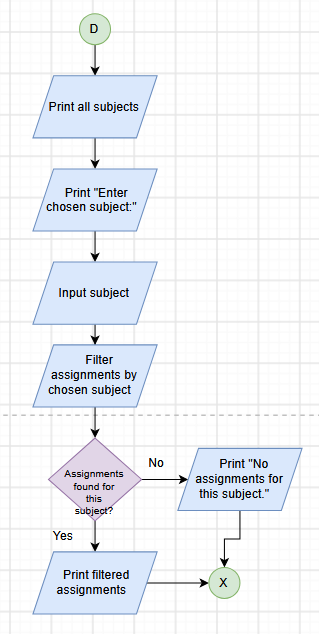 D
Print all subjects
Print "Enter
chosen subject:"
Input subject
Filter
assignments by
chosen subject
Assignments
found for
this
subject?
No
Print "No
assignments for
this subject."
Yes
Print filtered
assignments
X